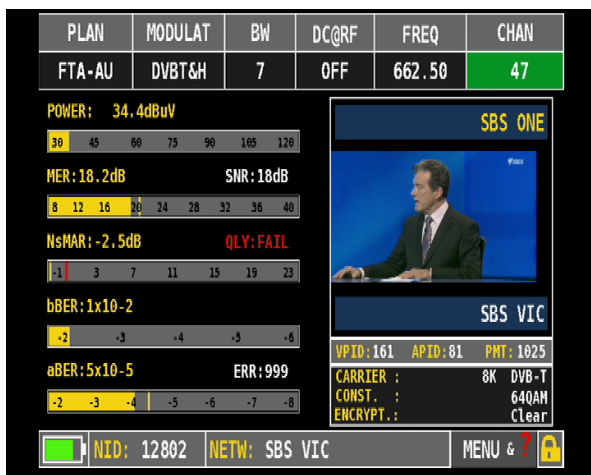 PLAN MODULAT BW DC@RF FREQ CHAN
FTA-AU DVBT&H 7 OFF 662.50 47
POWER: 34.4dBuV
30 45 60 75 90 105 120
MER:18.2dB SNR:18dB
8 12 16 20 24 28 32 36 40
NsMAR:-2.5dB QLY:FAIL
-1 3 7 11 15 19 23
bBER:1x10-2
-2 -3 -4 -5 -6
aBER:5x10-5 ERR:999
-2 -3 -4 -5 -6 -7 -8
SBS ONE
SBS VIC
VPID:161 APID:81 PMT:1025
CARRIER : 8K DVB-T
CONST. : 64QAM
ENCRYPT.: Clear
NID: 12802 NETW: SBS VIC MENU & ?